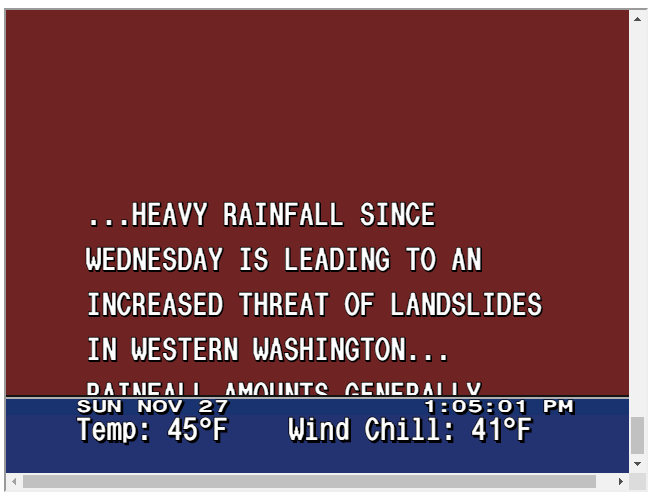 ...HEAVY RAINFALL SINCE
WEDNESDAY IS LEADING TO AN
INCREASED THREAT OF LANDSLIDES
IN WESTERN WASHINGTON...
RAINFALL AMOUNTS GENERALLY
SUN NOV 27 1:05:01 PM
Temp: 45°F Wind Chill: 41°F